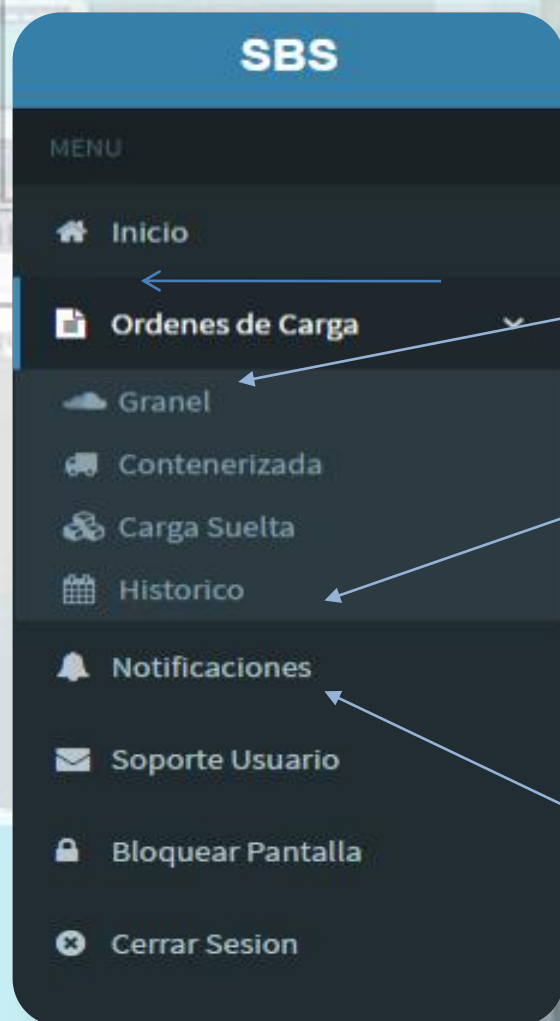 SBS
MENU
Inicio
Ordenes de Carga
Granel
Contenerizada
Carga Suelta
Historico
Notificaciones
Soporte Usuario
Bloquear Pantalla
Cerrar Sesion